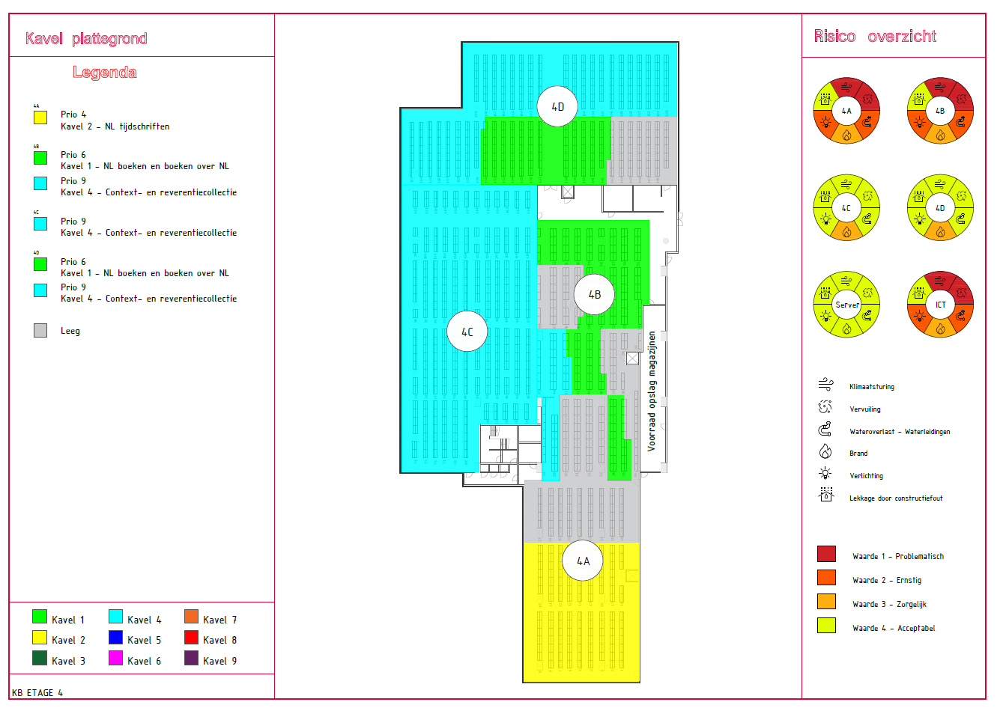 Kavel plattegrond
Legenda
4A
Prio 4
Kavel 2 - NL tijdschriften
4B
Prio 6
Kavel 1 - NL boeken en boeken over NL
Prio 9
Kavel 4 - Context- en reverentiecollectie
4C
Prio 9
Kavel 4 - Context- en reverentiecollectie
4D
Prio 6
Kavel 1 - NL boeken en boeken over NL
Prio 9
Kavel 4 - Context- en reverentiecollectie
Leeg
Kavel 1
Kavel 4
Kavel 7
Kavel 2
Kavel 5
Kavel 8
Kavel 3
Kavel 6
Kavel 9
KB ETAGE 4
4D
4B
4C
Voorraad opslag magazijnen
4A
Risico overzicht
4A
4B
4C
4D
Server
ICT
Klimaatsturing
Vervuiling
Wateroverlast - Waterleidingen
Brand
Verlichting
Lekkage door constructiefout
Waarde 1 - Problematisch
Waarde 2 - Ernstig
Waarde 3 - Zorgelijk
Waarde 4 - Acceptabel